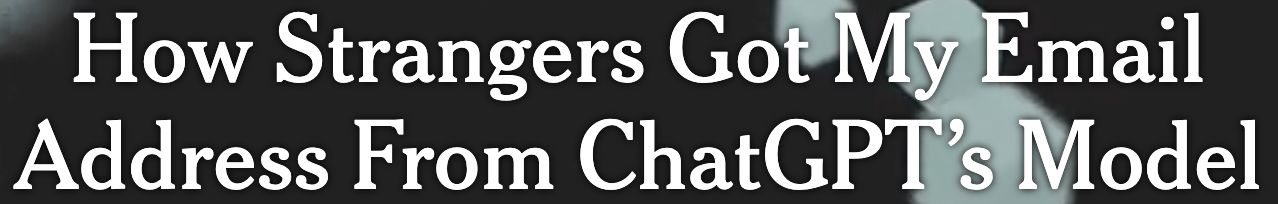 How Strangers Got My Email
Address From ChatGPT’s Model